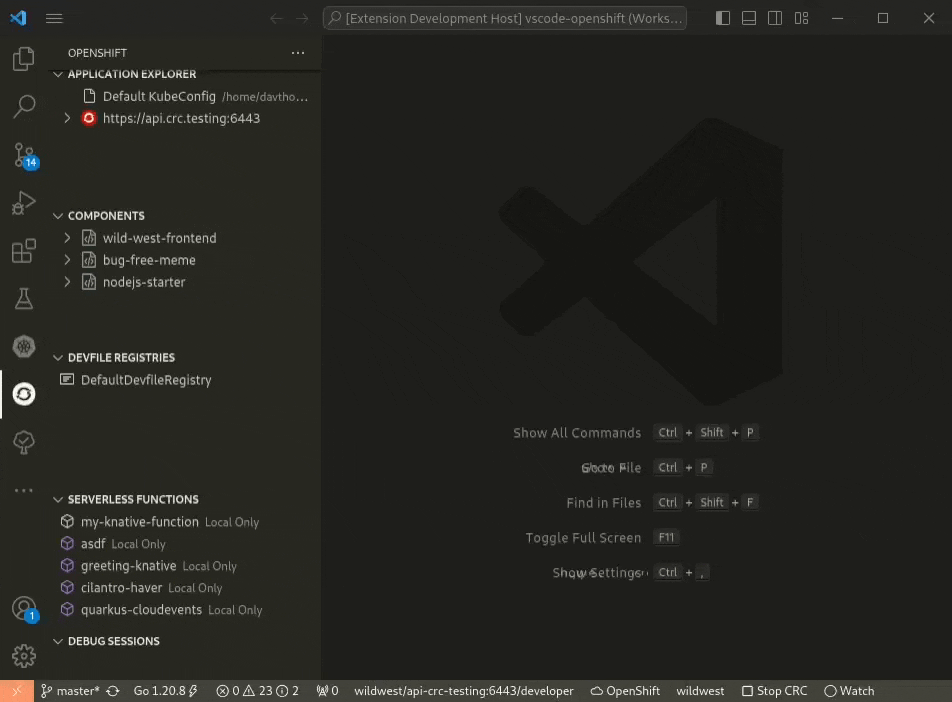 [Extension Development Host] vscode-openshift (Works...
OPENSHIFT
APPLICATION EXPLORER
Default KubeConfig /home/davtho...
https://api.crc.testing:6443
14
COMPONENTS
wild-west-frontend
bug-free-meme
nodejs-starter
DEVFILE REGISTRIES
DefaultDevfileRegistry
SERVERLESS FUNCTIONS
my-knative-function Local Only
asdf Local Only
greeting-knative Local Only
cilantro-haver Local Only
quarkus-cloudevents Local Only
1
DEBUG SESSIONS
Show All Commands Ctrl + Shift + P
File Ctrl + P
Find in Files Ctrl + Shift + F
Toggle Full Screen F11
Settings Ctrl + ,
master* Go 1.20.8 0 23 2 0 wildwest/api-crc-testing:6443/developer OpenShift wildwest Stop CRC Watch